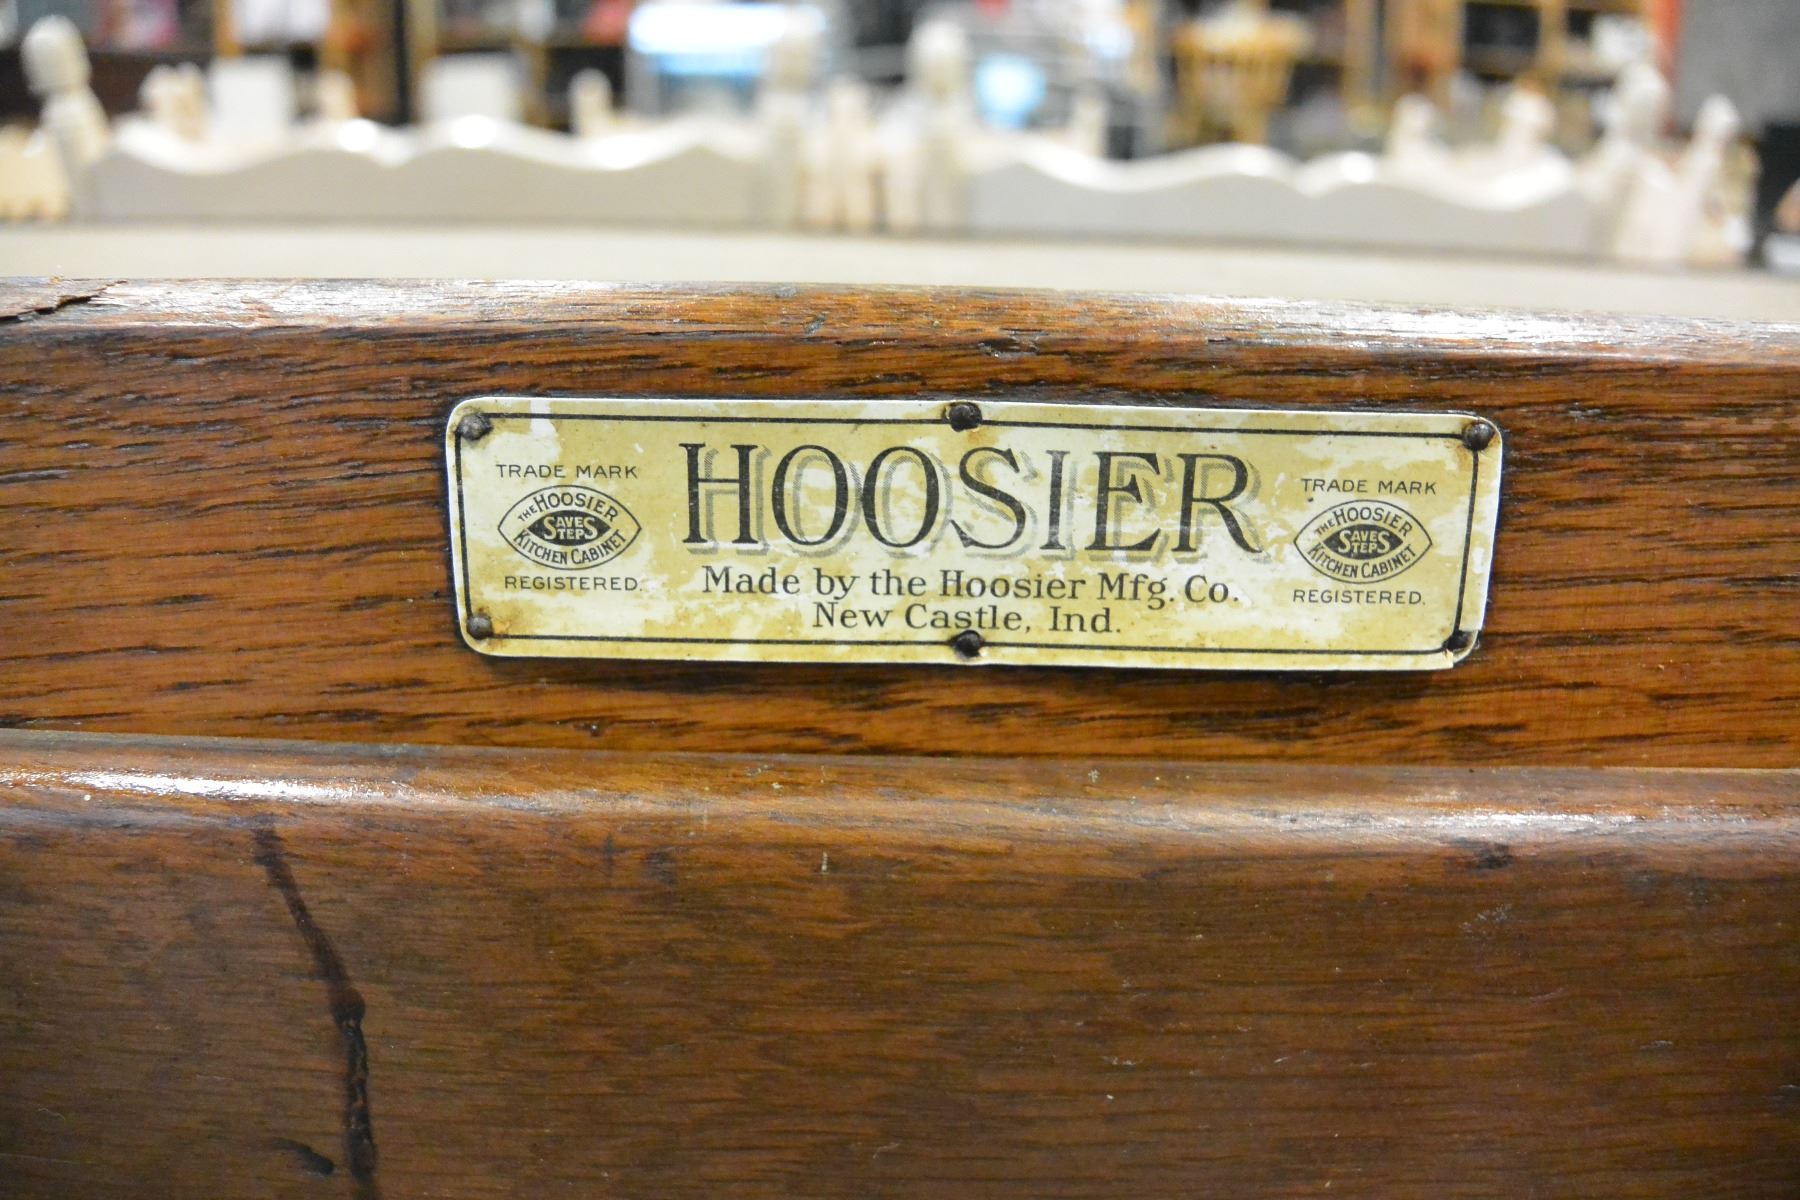 HOOSIER
TRADE MARK
THE HOOSIER
SAVES STEPS
KITCHEN CABINET
REGISTERED.
Made by the Hoosier Mfg. Co.
New Castle, Ind.
TRADE MARK
THE HOOSIER
SAVES STEPS
KITCHEN CABINET
REGISTERED.